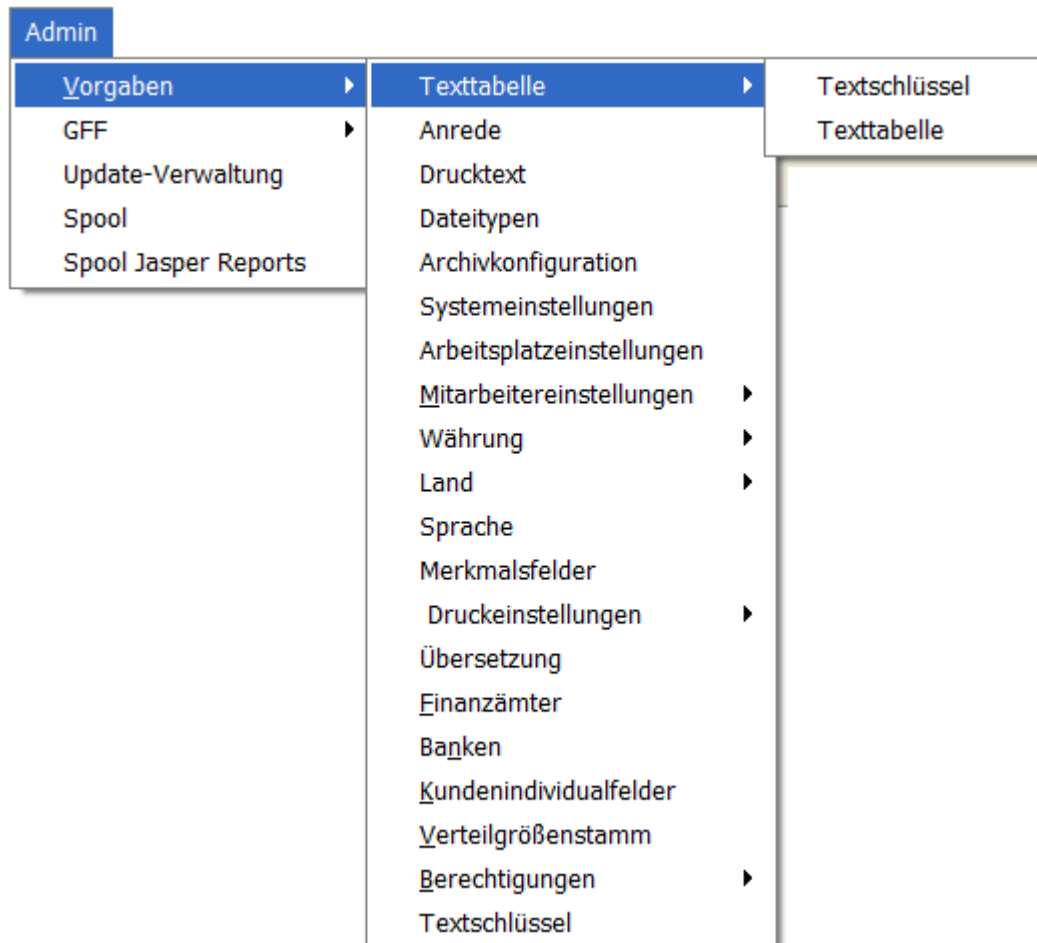 Admin
Vorgaben
GFF
Update-Verwaltung
Spool
Spool Jasper Reports
Texttabelle
Anrede
Drucktext
Dateitypen
Archivkonfiguration
Systemeinstellungen
Arbeitsplatzeinstellungen
Mitarbeitereinstellungen
Währung
Land
Sprache
Merkmalsfelder
Druckeinstellungen
Übersetzung
Finanzämter
Banken
Kundenindividualfelder
Verteilgrößenstamm
Berechtigungen
Textschlüssel
Textschlüssel
Texttabelle